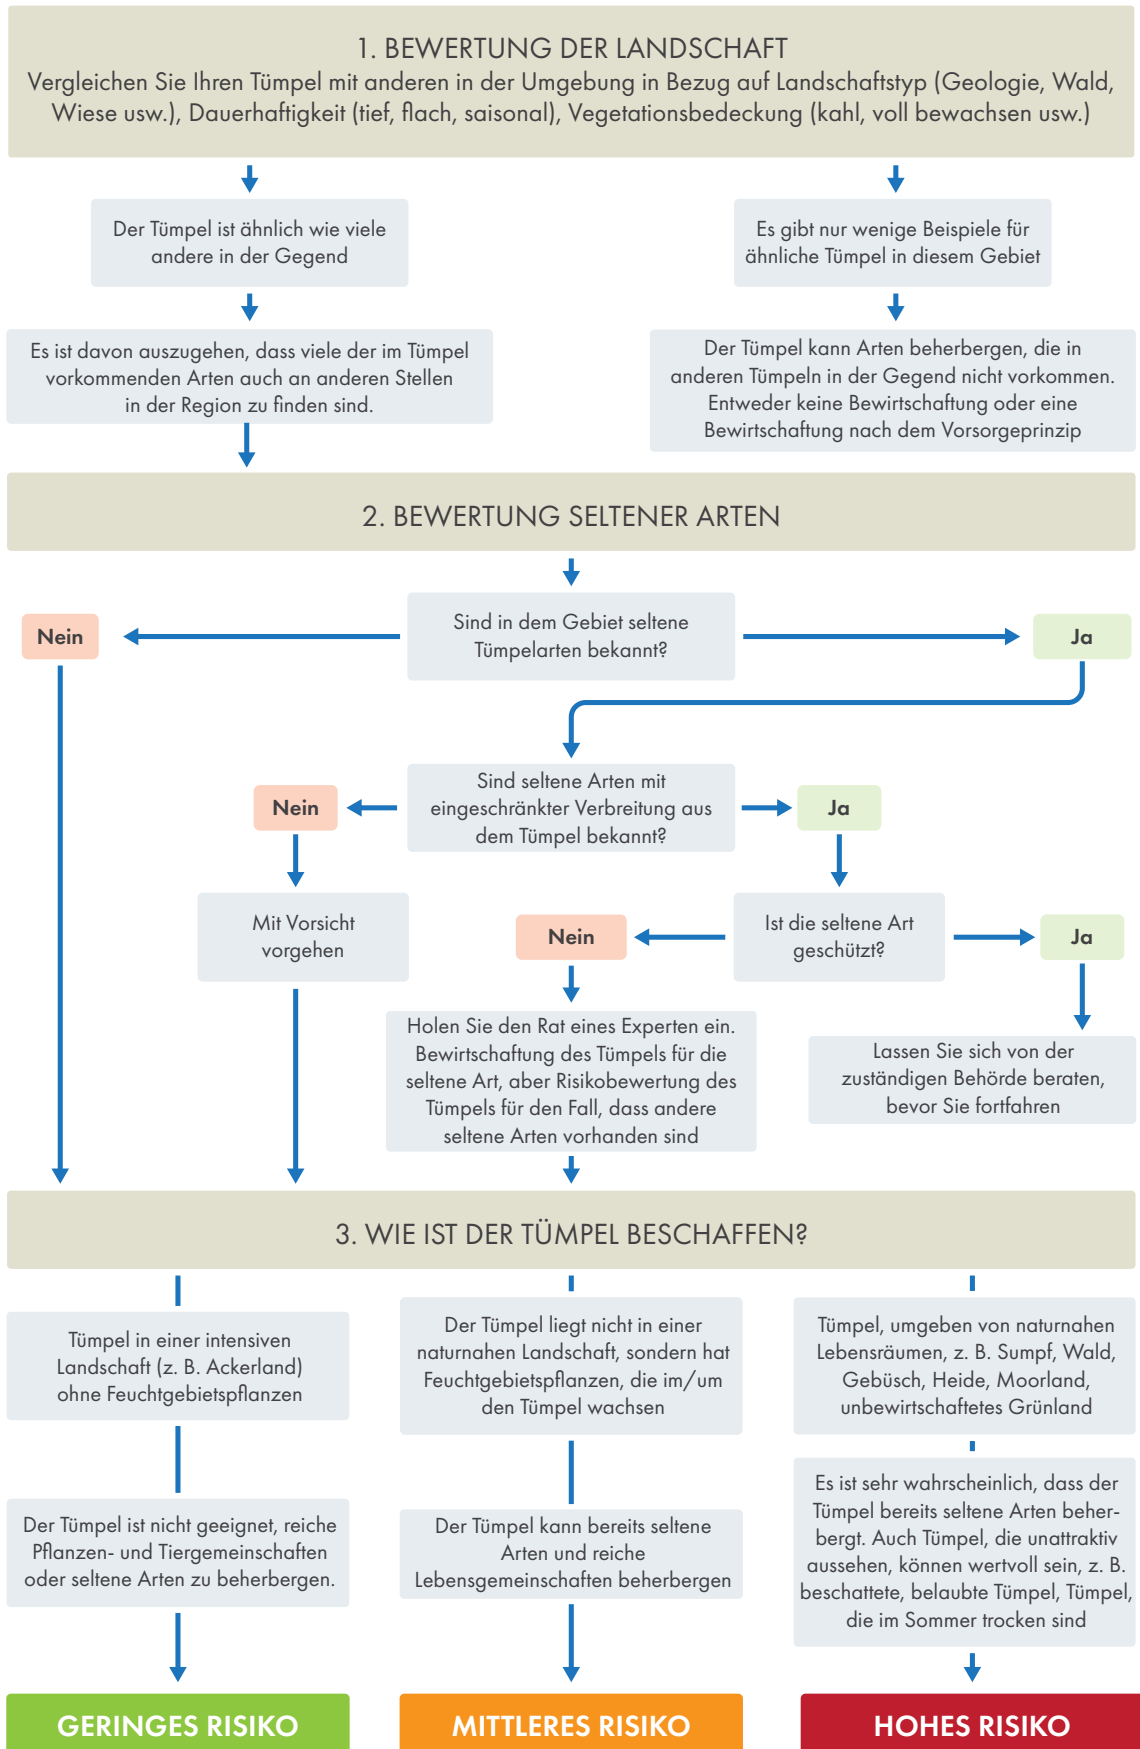 1. BEWERTUNG DER LANDSCHAFT
Vergleichen Sie Ihren Tümpel mit anderen in der Umgebung in Bezug auf Landschaftstyp (Geologie, Wald,
Wiese usw.), Dauerhaftigkeit (tief, flach, saisonal), Vegetationsbedeckung (kahl, voll bewachsen usw.)
Der Tümpel ist ähnlich wie viele
andere in der Gegend
Es gibt nur wenige Beispiele für
ähnliche Tümpel in diesem Gebiet
Es ist davon auszugehen, dass viele der im Tümpel
vorkommenden Arten auch an anderen Stellen
in der Region zu finden sind.
Der Tümpel kann Arten beherbergen, die in
anderen Tümpeln in der Gegend nicht vorkommen.
Entweder keine Bewirtschaftung oder eine
Bewirtschaftung nach dem Vorsorgeprinzip
2. BEWERTUNG SELTENER ARTEN
Nein
Sind in dem Gebiet seltene
Tümpelarten bekannt?
Ja
Nein
Sind seltene Arten mit
eingeschränkter Verbreitung aus
dem Tümpel bekannt?
Ja
Mit Vorsicht
vorgehen
Nein
Ist die seltene Art
geschützt?
Ja
Holen Sie den Rat eines Experten ein.
Bewirtschaftung des Tümpels für die
seltene Art, aber Risikobewertung des
Tümpels für den Fall, dass andere
seltene Arten vorhanden sind
Lassen Sie sich von der
zuständigen Behörde beraten,
bevor Sie fortfahren
3. WIE IST DER TÜMPEL BESCHAFFEN?
Tümpel in einer intensiven
Landschaft (z. B. Ackerland)
ohne Feuchtgebietspflanzen
Der Tümpel liegt nicht in einer
naturnahen Landschaft, sondern hat
Feuchtgebietspflanzen, die im/um
den Tümpel wachsen
Tümpel, umgeben von naturnahen
Lebensräumen, z. B. Sumpf, Wald,
Gebüsch, Heide, Moorland,
unbewirtschaftetes Grünland
Der Tümpel ist nicht geeignet, reiche
Pflanzen- und Tiergemeinschaften
oder seltene Arten zu beherbergen.
Der Tümpel kann bereits seltene
Arten und reiche
Lebensgemeinschaften beherbergen
Es ist sehr wahrscheinlich, dass der
Tümpel bereits seltene Arten beher-
bergt. Auch Tümpel, die unattraktiv
aussehen, können wertvoll sein, z. B.
beschattete, belaubte Tümpel, Tümpel,
die im Sommer trocken sind
GERINGES RISIKO
MITTLERES RISIKO
HOHES RISIKO